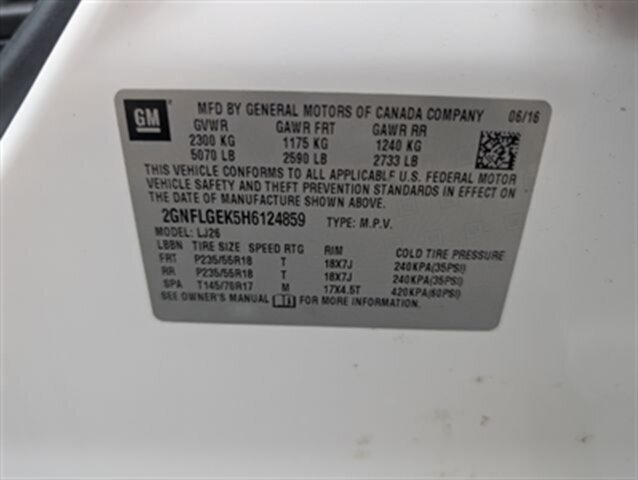 GM
MFD BY GENERAL MOTORS OF CANADA COMPANY 06/16
GVWR GAWR FRT GAWR RR
2300 KG 1175 KG 1240 KG
5070 LB 2590 LB 2733 LB
THIS VEHICLE CONFORMS TO ALL APPLICABLE U.S. FEDERAL MOTOR
VEHICLE SAFETY AND THEFT PREVENTION STANDARDS IN EFFECT ON
THE DATE OF MANUFACTURE SHOWN ABOVE.
2GNFLGEK5H6124859 TYPE: M.P.V.
MODEL: LJ26
LBBN TIRE SIZE SPEED RTG RIM COLD TIRE PRESSURE
FRT P235/55R18 T 18X7J 240KPA(35PSI)
RR P235/55R18 T 18X7J 240KPA(35PSI)
SPA T145/70R17 M 17X4.5T 420KPA(60PSI)
SEE OWNER'S MANUAL FOR MORE INFORMATION.